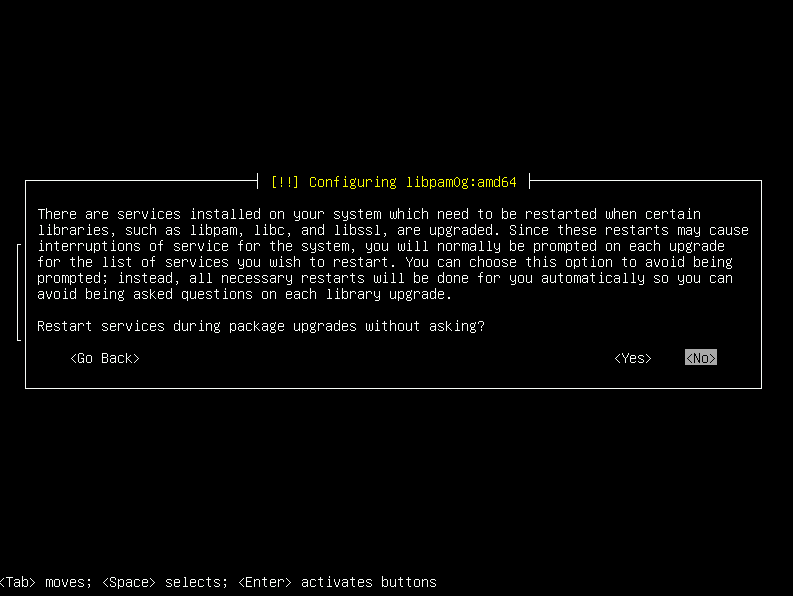 [!!] Configuring libpam0g:amd64
There are services installed on your system which need to be restarted when certain
libraries, such as libpam, libc, and libssl, are upgraded. Since these restarts may cause
interruptions of service for the system, you will normally be prompted on each upgrade
for the list of services you wish to restart. You can choose this option to avoid being
prompted; instead, all necessary restarts will be done for you automatically so you can
avoid being asked questions on each library upgrade.
Restart services during package upgrades without asking?
<Go Back> <Yes> <No>
<Tab> moves; <Space> selects; <Enter> activates buttons